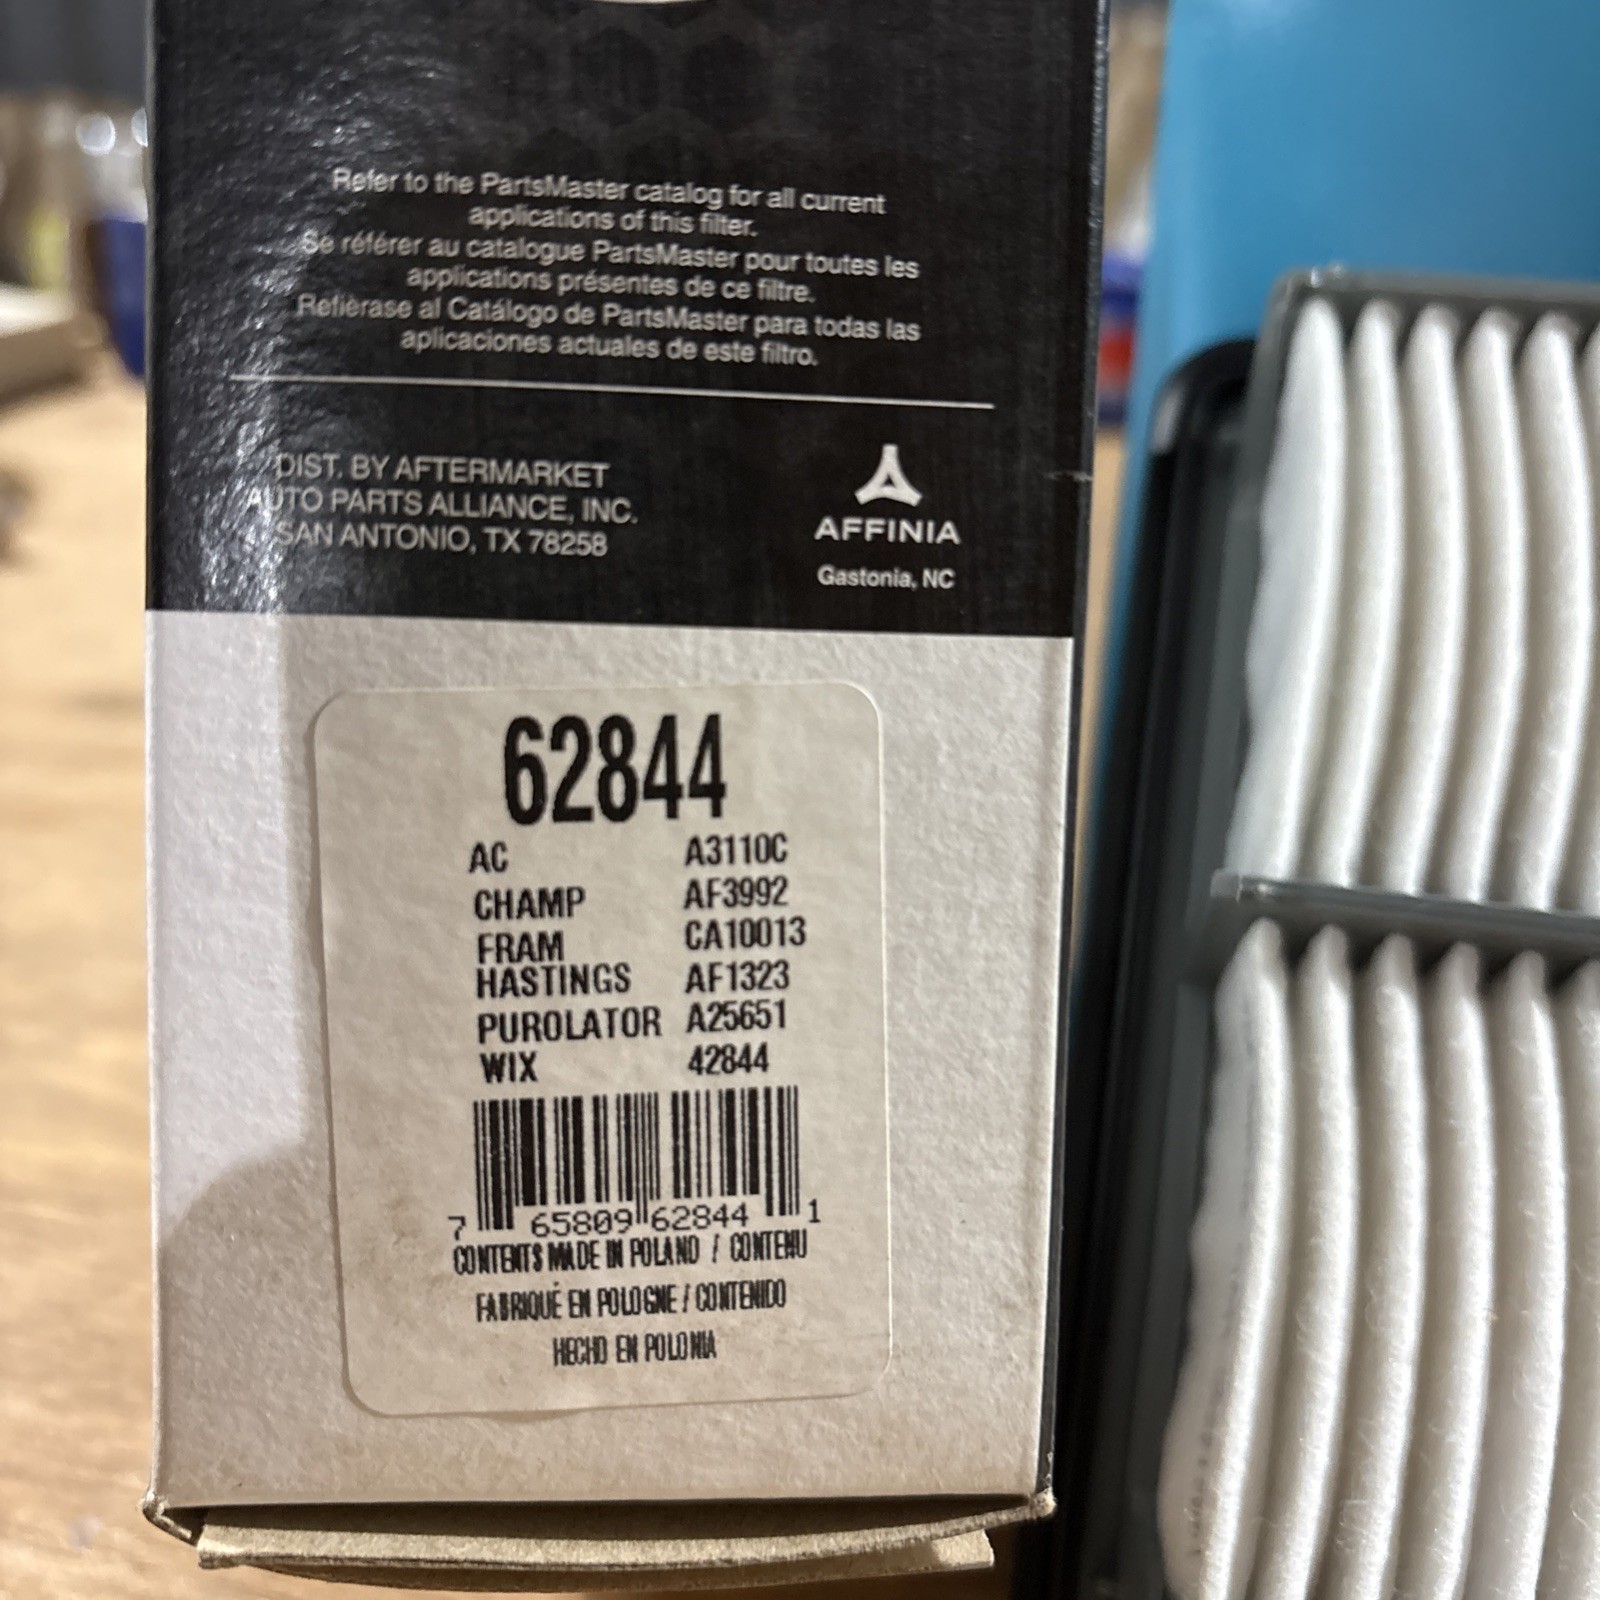 Refer to the PartsMaster catalog for all current
applications of this filter.
Se référer au catalogue PartsMaster pour toutes les
applications présentes de ce filtre.
Refiérase al Catálogo de PartsMaster para todas las
aplicaciones actuales de este filtro.
DIST. BY AFTERMARKET
AUTO PARTS ALLIANCE, INC.
SAN ANTONIO, TX 78258
AFFINIA
Gastonia, NC
62844
AC A3110C
CHAMP AF3992
FRAM CA10013
HASTINGS AF1323
PUROLATOR A25651
WIX 42844
7 65809 62844 1
CONTENTS MADE IN POLAND / CONTENU
FABRIQUÉ EN POLOGNE / CONTENIDO
HECHO EN POLONIA